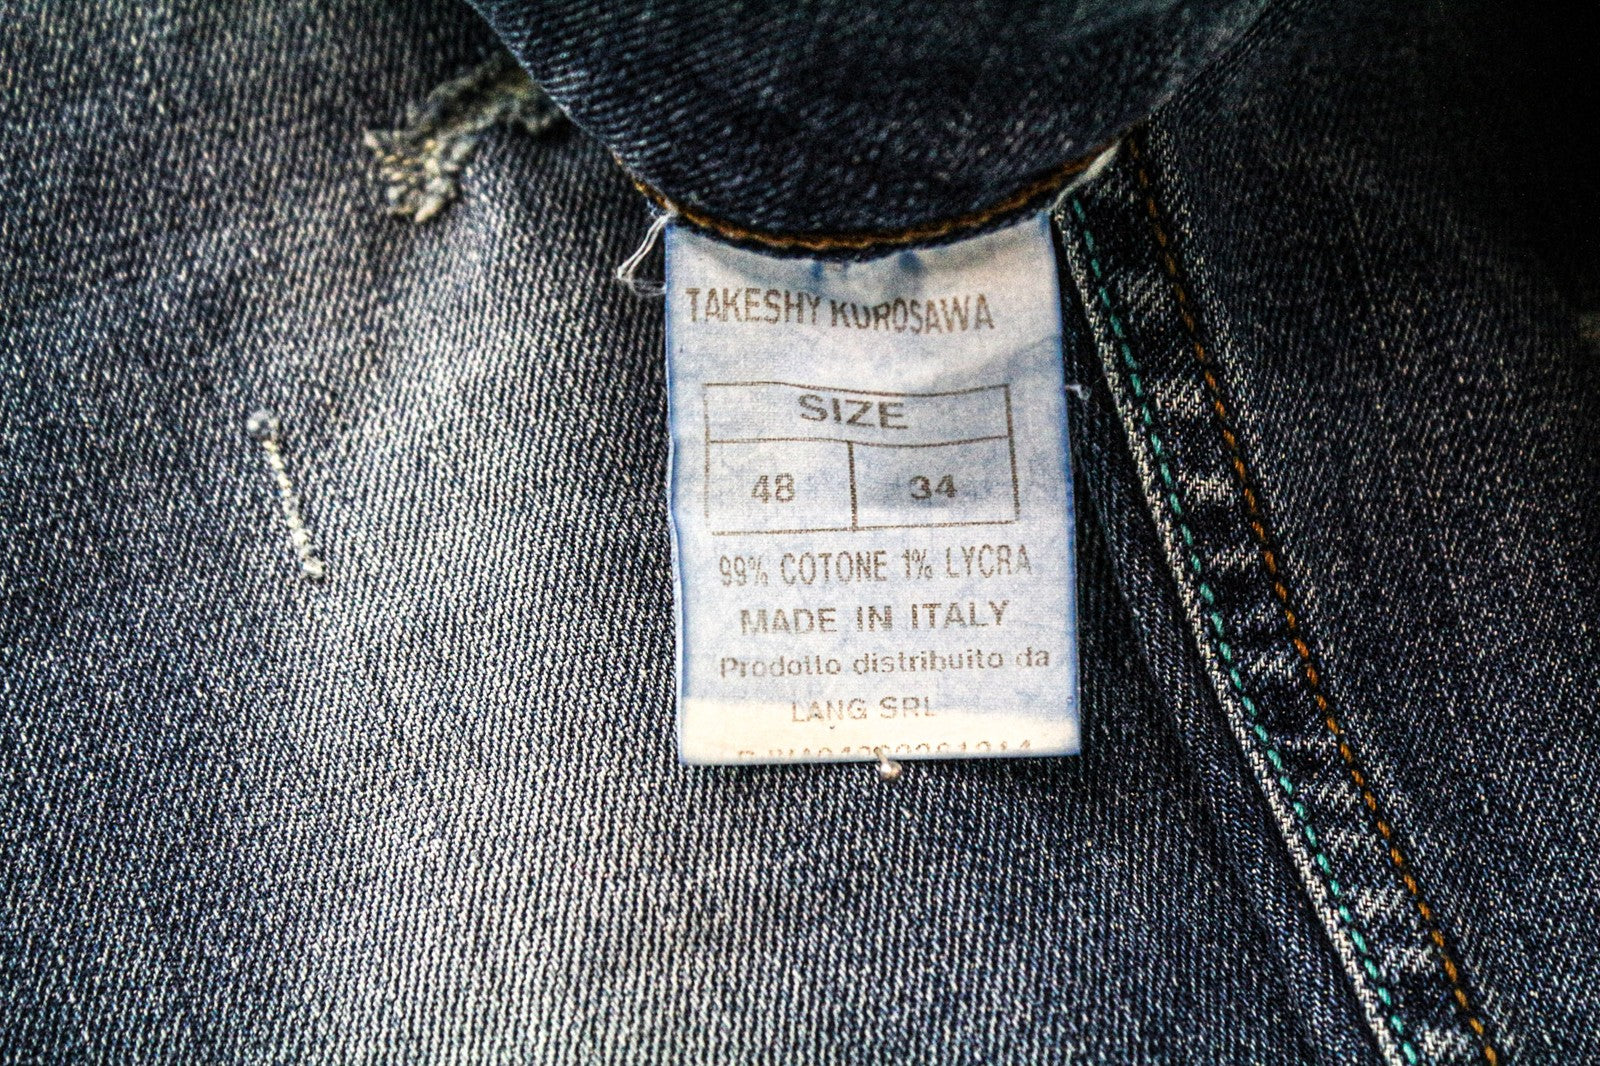 TAKESHY KUROSAWA
SIZE
48 34
99% COTONE 1% LYCRA
MADE IN ITALY
Prodotto distribuito da
LANG SRL